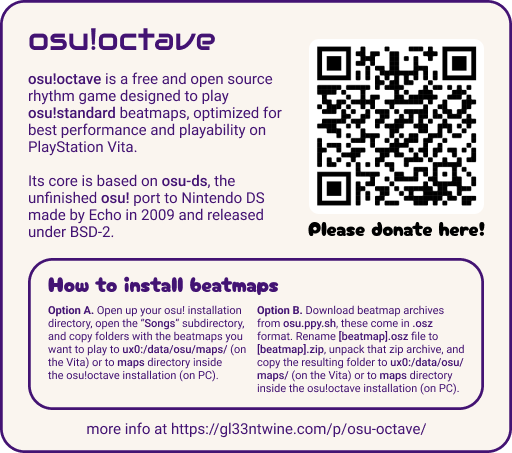 osu!octave
osu!octave is a free and open source
rhythm game designed to play
osu!standard beatmaps, optimized for
best performance and playability on
PlayStation Vita.
Its core is based on osu-ds, the
unfinished osu! port to Nintendo DS
made by Echo in 2009 and released
under BSD-2.
Please donate here!
How to install beatmaps
Option A. Open up your osu! installation
directory, open the "Songs" subdirectory,
and copy folders with the beatmaps you
want to play to ux0:/data/osu/maps/ (on
the Vita) or to maps directory inside
the osu!octave installation (on PC).
Option B. Download beatmap archives
from osu.ppy.sh, these come in .osz
format. Rename [beatmap].osz file to
[beatmap].zip, unpack that zip archive, and
copy the resulting folder to ux0:/data/osu/
maps/ (on the Vita) or to maps directory
inside the osu!octave installation (on PC).
more info at https://gl33ntwine.com/p/osu-octave/